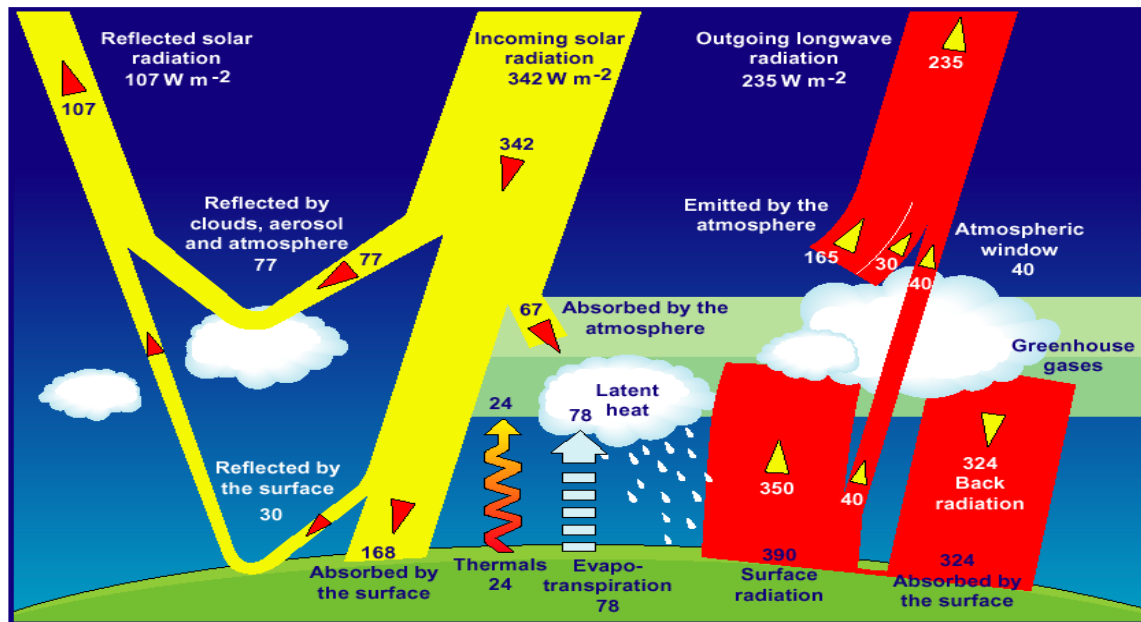 Reflected solar
radiation
107 W m -2
Incoming solar
radiation
342 W m-2
Outgoing longwave
radiation
235 W m-2
235
107
342
Reflected by
clouds, aerosol
and atmosphere
77
77
Emitted by the
atmosphere
165
30
40
Atmospheric
window
40
67
Absorbed by the
atmosphere
Greenhouse
gases
Latent
heat
24
78
Reflected by
the surface
30
350
40
324
Back
radiation
168
Absorbed by
the surface
Thermals
24
Evapo-
transpiration
78
390
Surface
radiation
324
Absorbed by
the surface